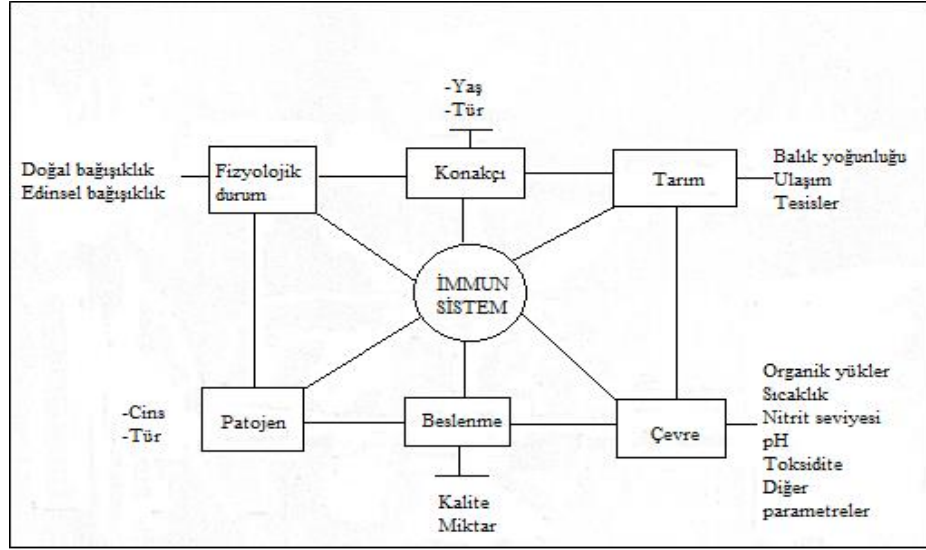 -Yaş
-Tür
Doğal bağışıklık
Edinsel bağışıklık
Fizyolojik
durum
Konakçı
Tarım
Balık yoğunluğu
Ulaşım
Tesisler
İMMUN
SİSTEM
-Cins
-Tür
Patojen
Beslenme
Çevre
Organik yükler
Sıcaklık
Nitrit seviyesi
pH
Toksidite
Diğer
parametreler
Kalite
Miktar